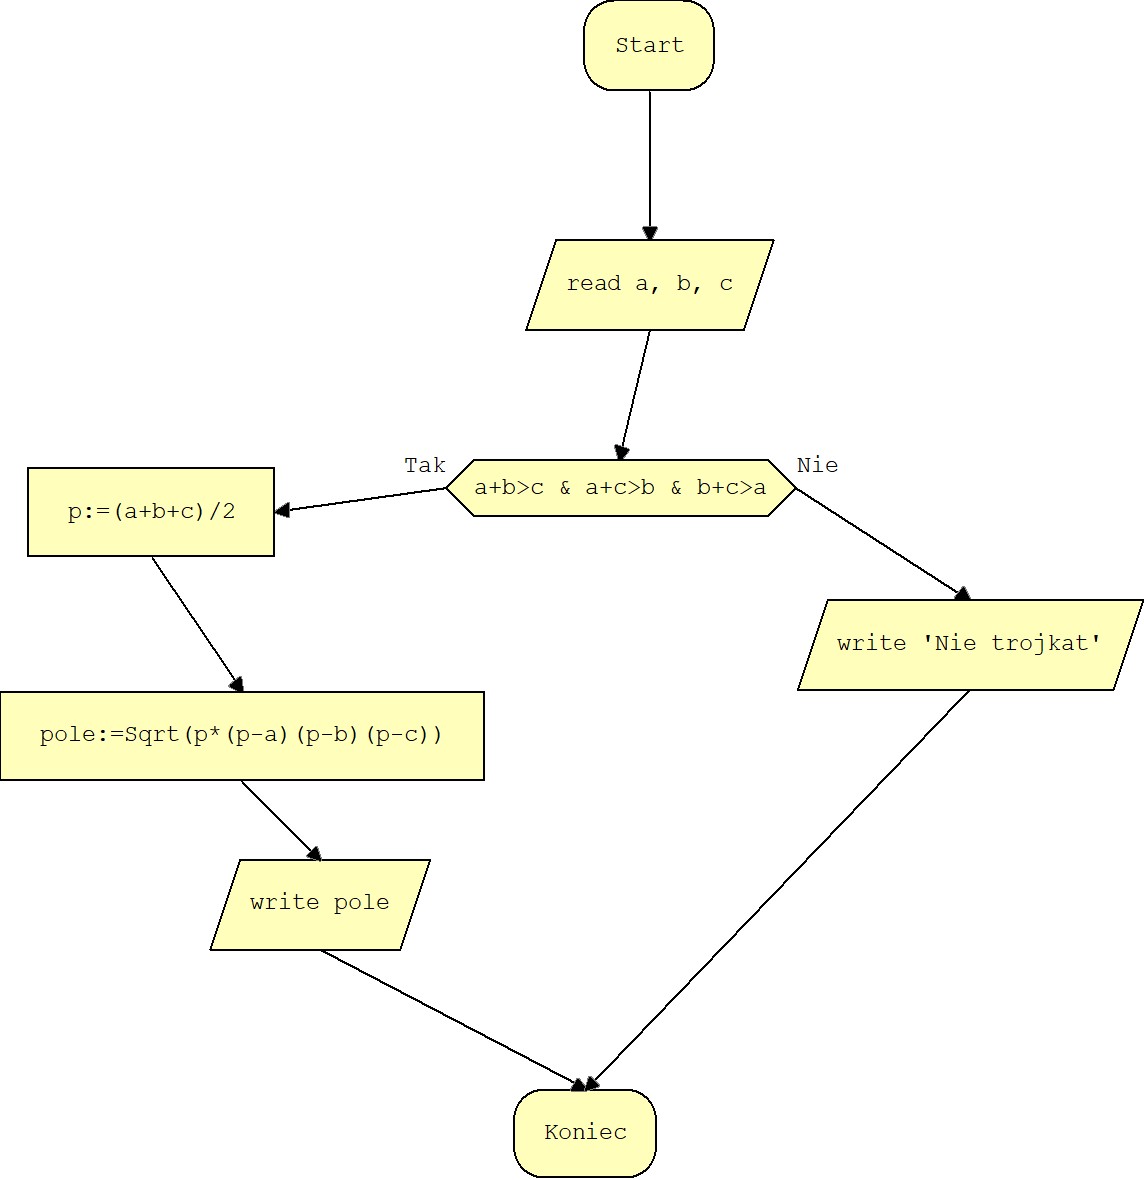 Start
read a, b, c
Tak
a+b>c & a+c>b & b+c>a
Nie
p:=(a+b+c)/2
write 'Nie trojkat'
pole:=Sqrt(p*(p-a)(p-b)(p-c))
write pole
Koniec